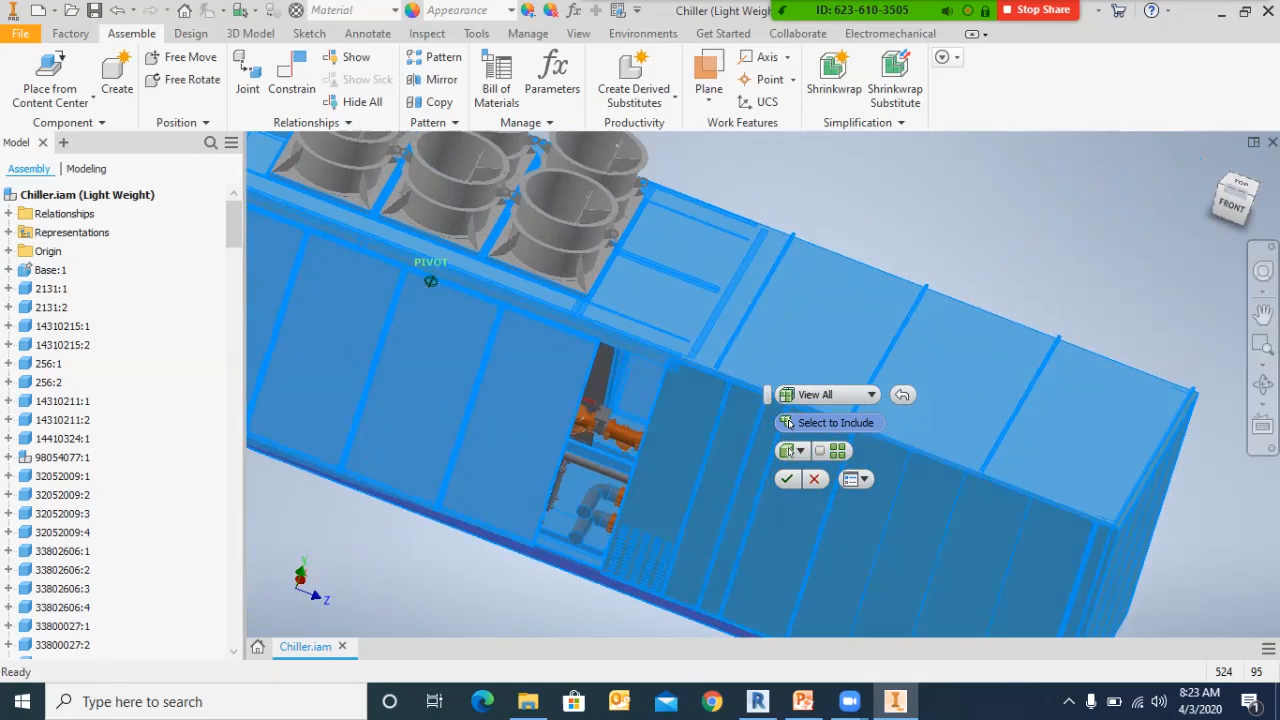 PRO
Material
Appearance
Chiller (Light Weig
ID: 623-610-3505
Stop Share
File
Factory
Assemble
Design
3D Model
Sketch
Annotate
Inspect
Tools
Manage
View
Environments
Get Started
Collaborate
Electromechanical
Place from
Content Center
Create
Free Move
Free Rotate
Joint
Constrain
Show
Show Sick
Hide All
Pattern
Mirror
Copy
Bill of
Materials
Parameters
Create Derived
Substitutes
Plane
Axis
Point
UCS
Shrinkwrap
Shrinkwrap
Substitute
Component
Position
Relationships
Pattern
Manage
Productivity
Work Features
Simplification
Model
Assembly
Modeling
Chiller.iam (Light Weight)
Relationships
Representations
Origin
Base:1
2131:1
2131:2
14310215:1
14310215:2
256:1
256:2
14310211:1
14310211:2
14410324:1
98054077:1
32052009:1
32052009:2
32052009:3
32052009:4
33802606:1
33802606:2
33802606:3
33802606:4
33800027:1
33800027:2
PIVOT
TOP
FRONT
View All
Select to Include
Y
Z
Chiller.iam
Ready
524
95
Type here to search
8:23 AM
4/3/2020